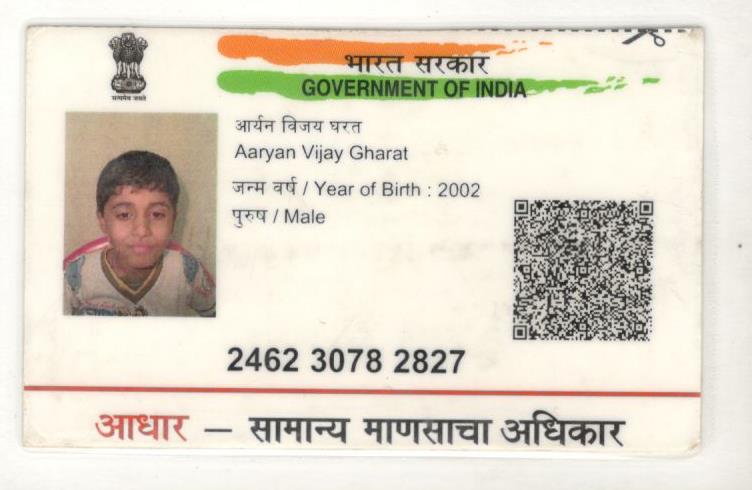 भारत सरकार
GOVERNMENT OF INDIA
सत्यमेव जयते
आर्यन विजय घरत
Aaryan Vijay Gharat
जन्म वर्ष / Year of Birth : 2002
पुरुष / Male
2462 3078 2827
आधार — सामान्य माणसाचा अधिकार